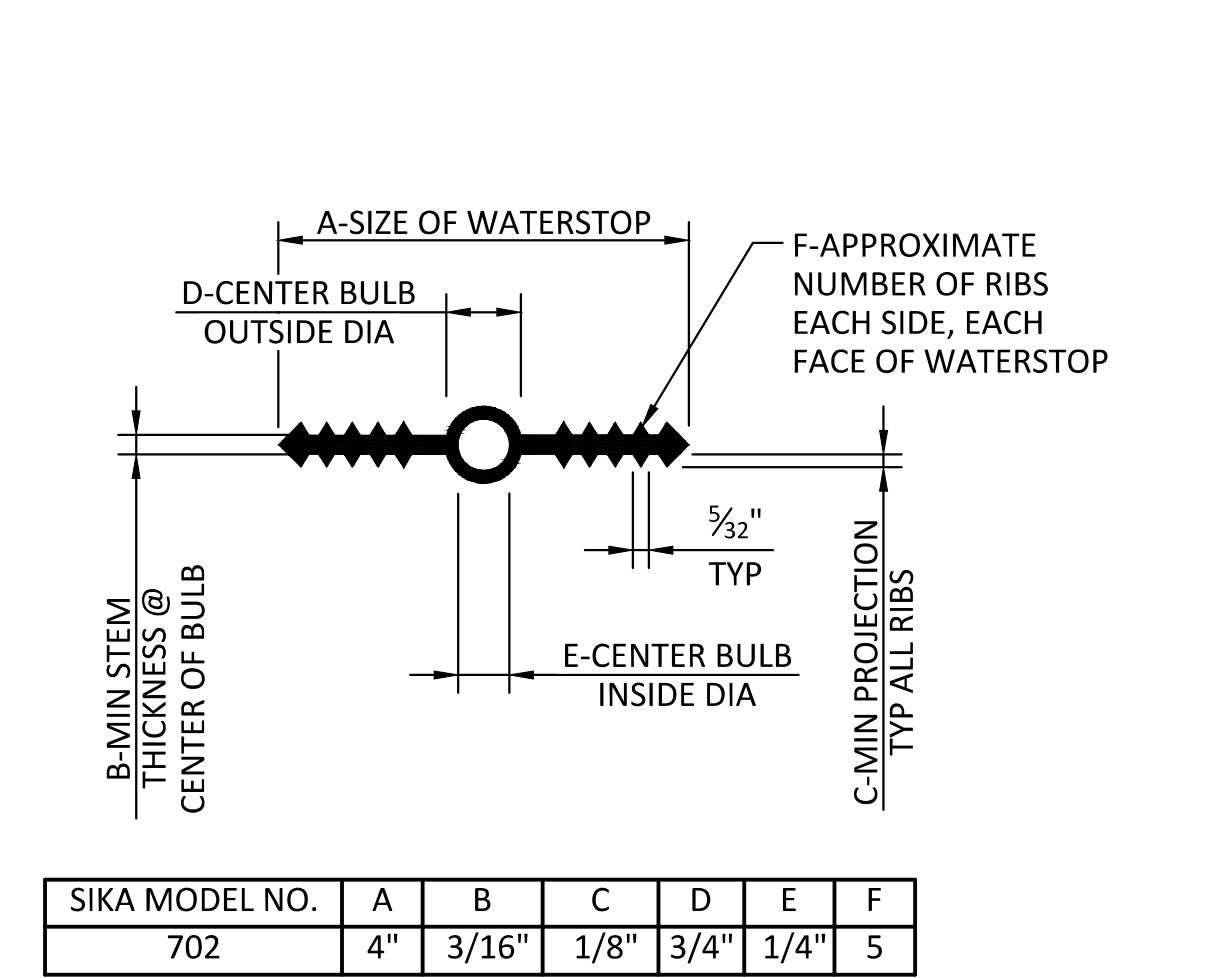 A-SIZE OF WATERSTOP
F-APPROXIMATE
NUMBER OF RIBS
EACH SIDE, EACH
FACE OF WATERSTOP
D-CENTER BULB
OUTSIDE DIA
5/32"
TYP
B-MIN STEM
THICKNESS @
CENTER OF BULB
E-CENTER BULB
INSIDE DIA
C-MIN PROJECTION
TYP ALL RIBS
SIKA MODEL NO. A B C D E F
702 4" 3/16" 1/8" 3/4" 1/4" 5